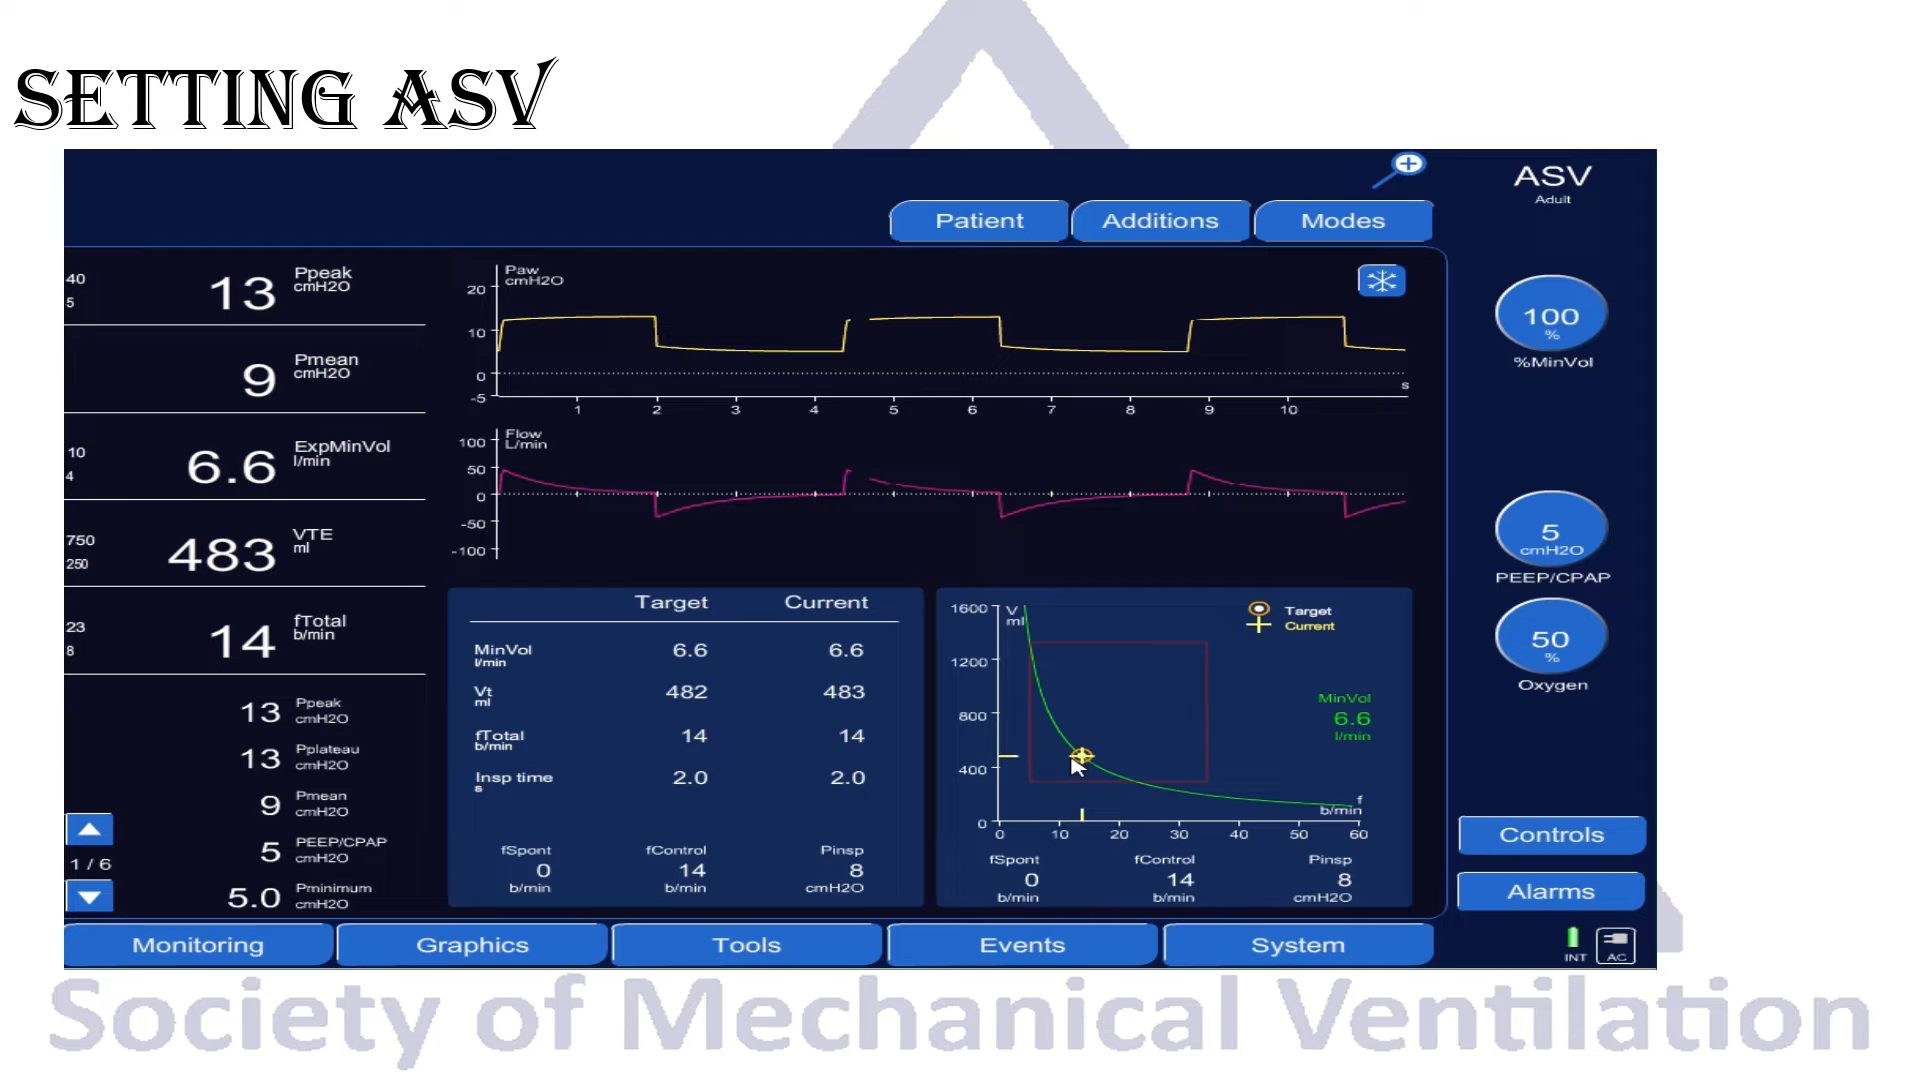 SETTING ASV
ASV
Adult
Patient
Additions
Modes
40
5
13
Ppeak
cmH2O
9
Pmean
cmH2O
10
4
6.6
ExpMinVol
l/min
750
250
483
VTE
ml
23
8
14
fTotal
b/min
13
Ppeak
cmH2O
13
Pplateau
cmH2O
9
Pmean
cmH2O
5
PEEP/CPAP
cmH2O
5.0
Pminimum
cmH2O
1 / 6
Paw
cmH2O
20
10
0
-5
s
1 2 3 4 5 6 7 8 9 10
Flow
L/min
100
50
0
-50
-100
Target Current
MinVol 6.6 6.6
l/min
Vt 482 483
ml
fTotal 14 14
b/min
Insp time 2.0 2.0
s
fSpont fControl Pinsp
0 14 8
b/min b/min cmH2O
1600
1200
800
400
0
V
ml
Target
Current
MinVol
6.6
l/min
f
b/min
0 10 20 30 40 50 60
fSpont fControl Pinsp
0 14 8
b/min b/min cmH2O
100
%
%MinVol
5
cmH2O
PEEP/CPAP
50
%
Oxygen
Controls
Alarms
Monitoring
Graphics
Tools
Events
System
INT
AC
Society of Mechanical Ventilation